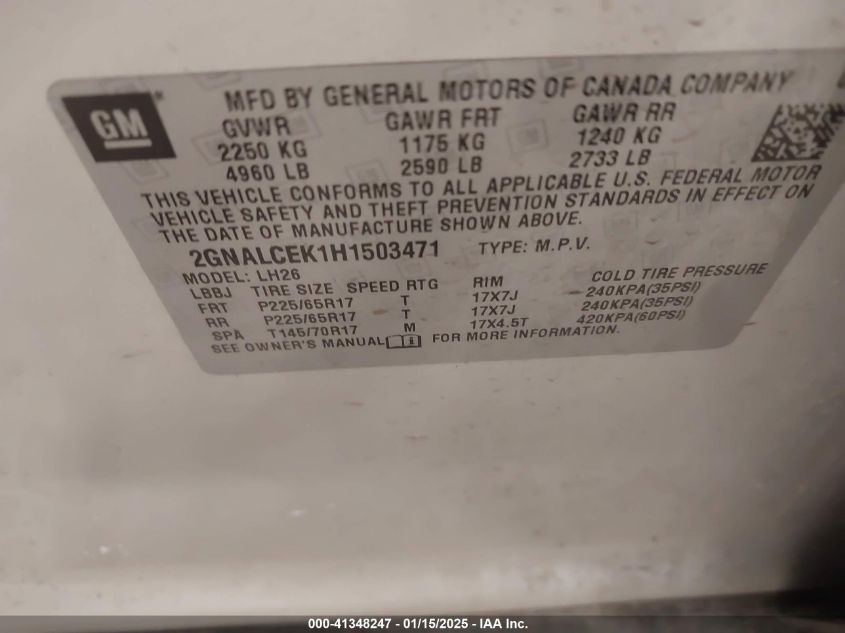 GM ®
MFD BY GENERAL MOTORS OF CANADA COMPANY
GVWR GAWR FRT GAWR RR
2250 KG 1175 KG 1240 KG
4960 LB 2590 LB 2733 LB
THIS VEHICLE CONFORMS TO ALL APPLICABLE U.S. FEDERAL MOTOR
VEHICLE SAFETY AND THEFT PREVENTION STANDARDS IN EFFECT ON
THE DATE OF MANUFACTURE SHOWN ABOVE.
2GNALCEK1H1503471 TYPE: M.P.V.
MODEL: LH26
LBBJ TIRE SIZE SPEED RTG RIM COLD TIRE PRESSURE
FRT P225/65R17 T 17X7J 240KPA(35PSI)
RR P225/65R17 T 17X7J 240KPA(35PSI)
SPA T145/70R17 M 17X4.5T 420KPA(60PSI)
SEE OWNER'S MANUAL FOR MORE INFORMATION.
000-41348247 - 01/15/2025 - IAA Inc.